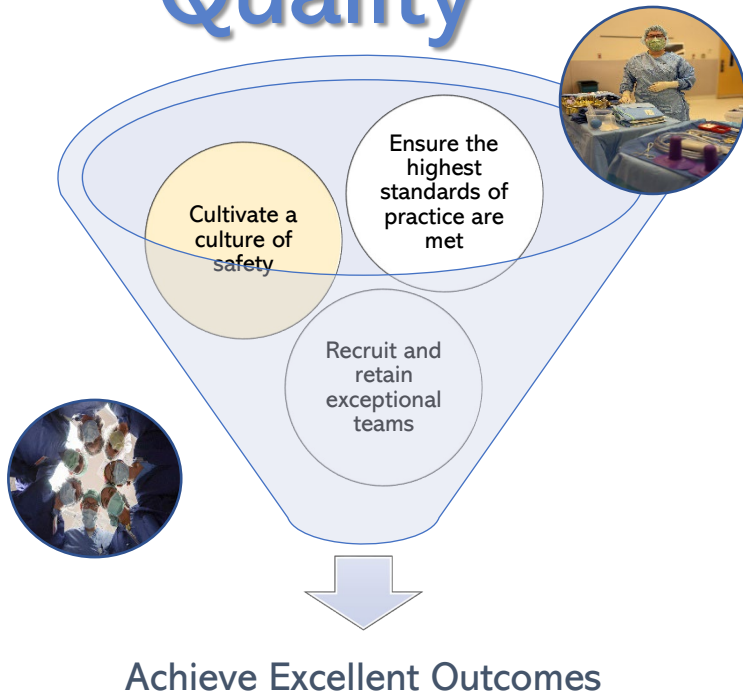 Quality
Ensure the
highest
standards of
practice are
met
Cultivate a
culture of
safety
Recruit and
retain
exceptional
teams
Achieve Excellent Outcomes